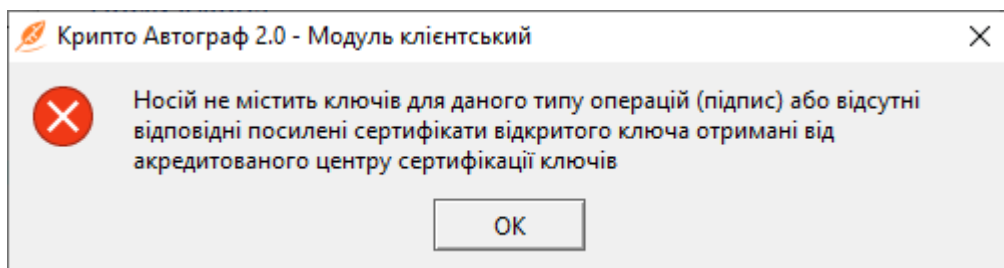 Крипто Автограф 2.0 - Модуль клієнтський
Носій не містить ключів для даного типу операцій (підпис) або відсутні
відповідні посилені сертифікати відкритого ключа отримані від
акредитованого центру сертифікації ключів
ОК